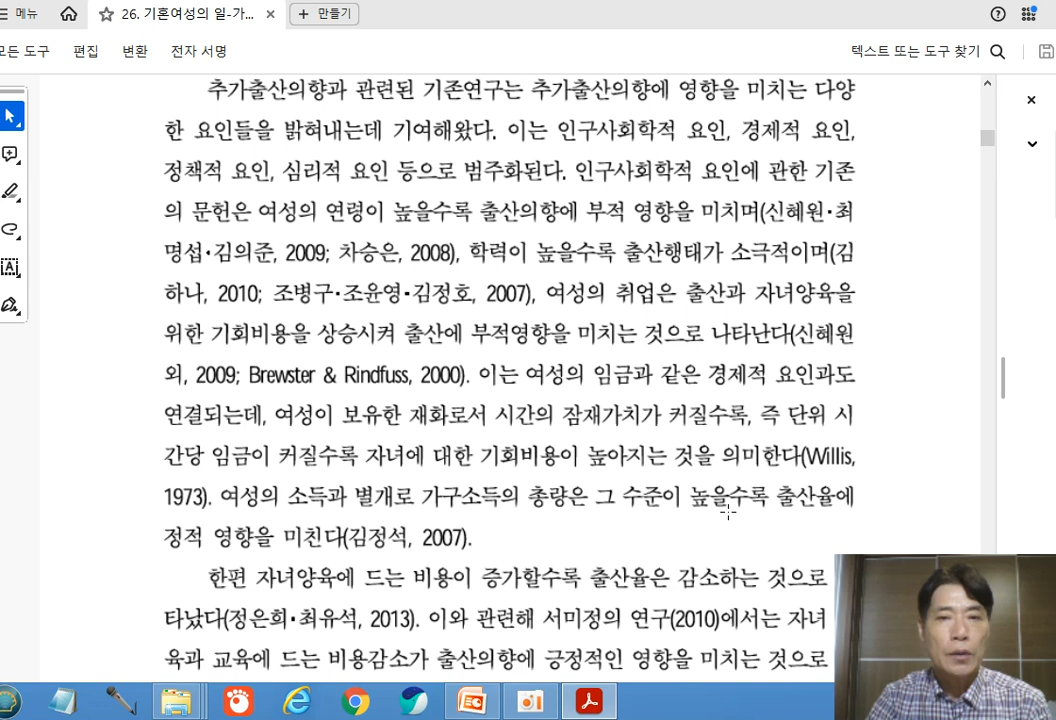 메뉴
26. 기혼여성의 일-가...
만들기
모든 도구
편집
변환
전자 서명
텍스트 또는 도구 찾기
추가출산의향과 관련된 기존연구는 추가출산의향에 영향을 미치는 다양
한 요인들을 밝혀내는데 기여해왔다. 이는 인구사회학적 요인, 경제적 요인,
정책적 요인, 심리적 요인 등으로 범주화된다. 인구사회학적 요인에 관한 기존
의 문헌은 여성의 연령이 높을수록 출산의향에 부적 영향을 미치며(신혜원·최
명섭·김의준, 2009; 차승은, 2008), 학력이 높을수록 출산행태가 소극적이며(김
하나, 2010; 조병구·조윤영·김정호, 2007), 여성의 취업은 출산과 자녀양육을
위한 기회비용을 상승시켜 출산에 부적영향을 미치는 것으로 나타난다(신혜원
외, 2009; Brewster & Rindfuss, 2000). 이는 여성의 임금과 같은 경제적 요인과도
연결되는데, 여성이 보유한 재화로서 시간의 잠재가치가 커질수록, 즉 단위 시
간당 임금이 커질수록 자녀에 대한 기회비용이 높아지는 것을 의미한다(Willis,
1973). 여성의 소득과 별개로 가구소득의 총량은 그 수준이 높을수록 출산율에
정적 영향을 미친다(김정석, 2007).
한편 자녀양육에 드는 비용이 증가할수록 출산율은 감소하는 것으로
타났다(정은희·최유석, 2013). 이와 관련해 서미정의 연구(2010)에서는 자녀
육과 교육에 드는 비용감소가 출산의향에 긍정적인 영향을 미치는 것으로